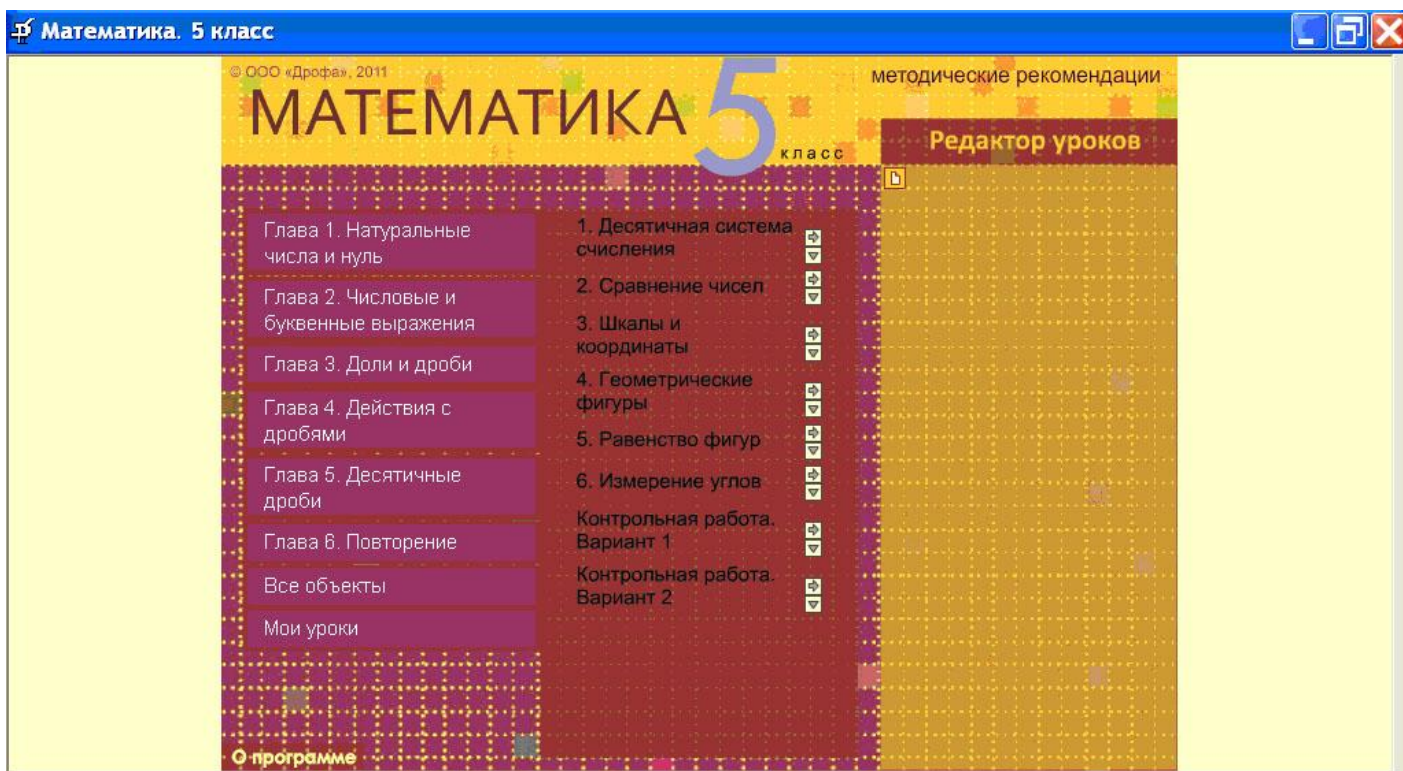 Математика. 5 класс
© ООО «Дрофа», 2011
МАТЕМАТИКА 5
класс
методические рекомендации
Редактор уроков
Глава 1. Натуральные
числа и нуль
Глава 2. Числовые и
буквенные выражения
Глава 3. Доли и дроби
Глава 4. Действия с
дробями
Глава 5. Десятичные
дроби
Глава 6. Повторение
Все объекты
Мои уроки
1. Десятичная система
счисления
2. Сравнение чисел
3. Шкалы и
координаты
4. Геометрические
фигуры
5. Равенство фигур
6. Измерение углов
Контрольная работа.
Вариант 1
Контрольная работа.
Вариант 2
О программе